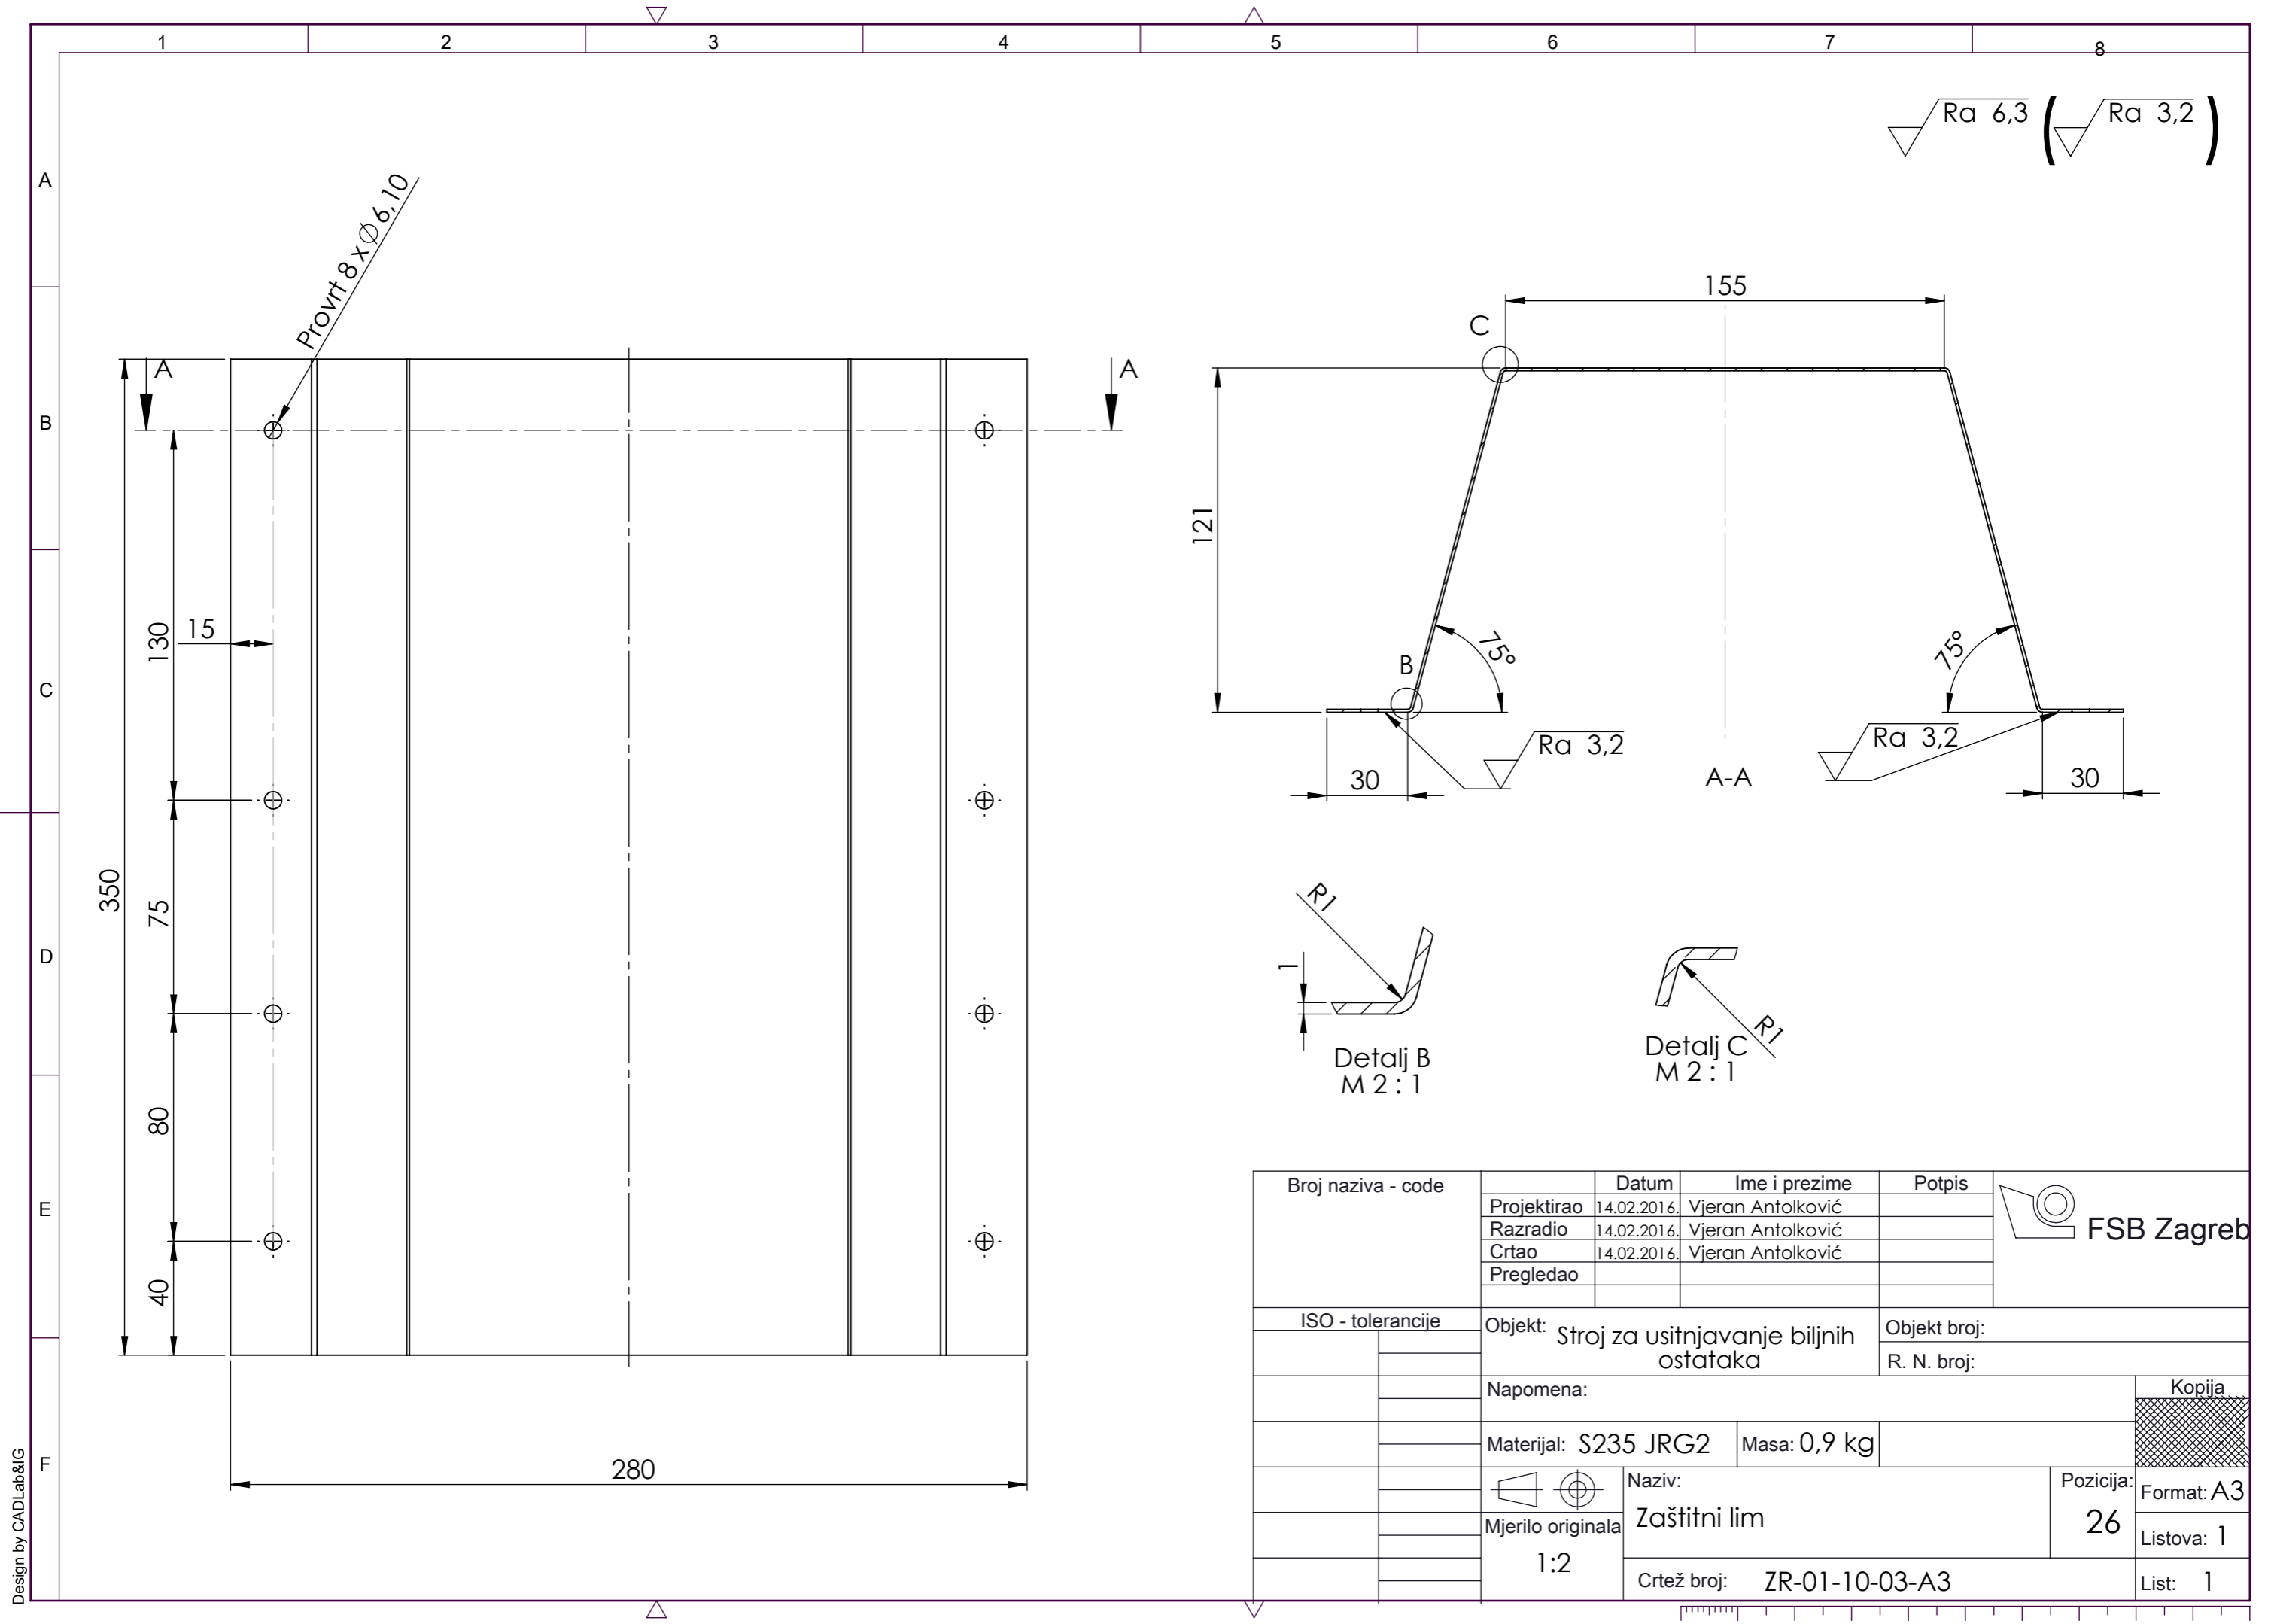 1 2 3 4 5 6 7 8
A
B
C
D
E
F
Ra 6,3 ( Ra 3,2 )
Provrt 8 x Ø 6,10
A A
130
15
75
350
80
40
280
155
C
121
B
75°
75°
Ra 3,2
Ra 3,2
30
30
A-A
R1
1
Detalj B
M 2 : 1
R1
Detalj C
M 2 : 1
Broj naziva - code
Datum Ime i prezime Potpis
Projektirao 14.02.2016. Vjeran Antolković
Razradio 14.02.2016. Vjeran Antolković
Crtao 14.02.2016. Vjeran Antolković
Pregledao
FSB Zagreb
ISO - tolerancije
Objekt: Stroj za usitnjavanje biljnih
ostataka
Objekt broj:
R. N. broj:
Napomena:
Kopija
Materijal: S235 JRG2 Masa: 0,9 kg
Naziv:
Zaštitni lim
Pozicija:
26
Format: A3
Mjerilo originala
1:2
Listova: 1
Crtež broj: ZR-01-10-03-A3
List: 1
Design by CADLab&IG